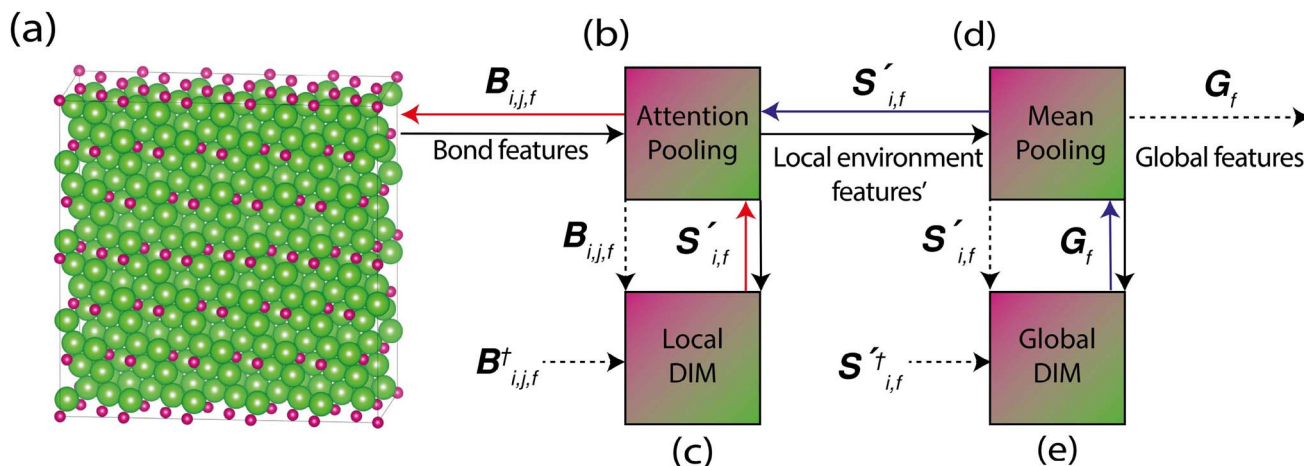 (a)
(b)
(d)
B i,j,f
S´ i,f
G f
Attention
Pooling
Mean
Pooling
Bond features
Local environment
features’
Global features
B i,j,f
S´ i,f
S´ i,f
G f
Local
DIM
Global
DIM
B† i,j,f
S´† i,f
(c)
(e)